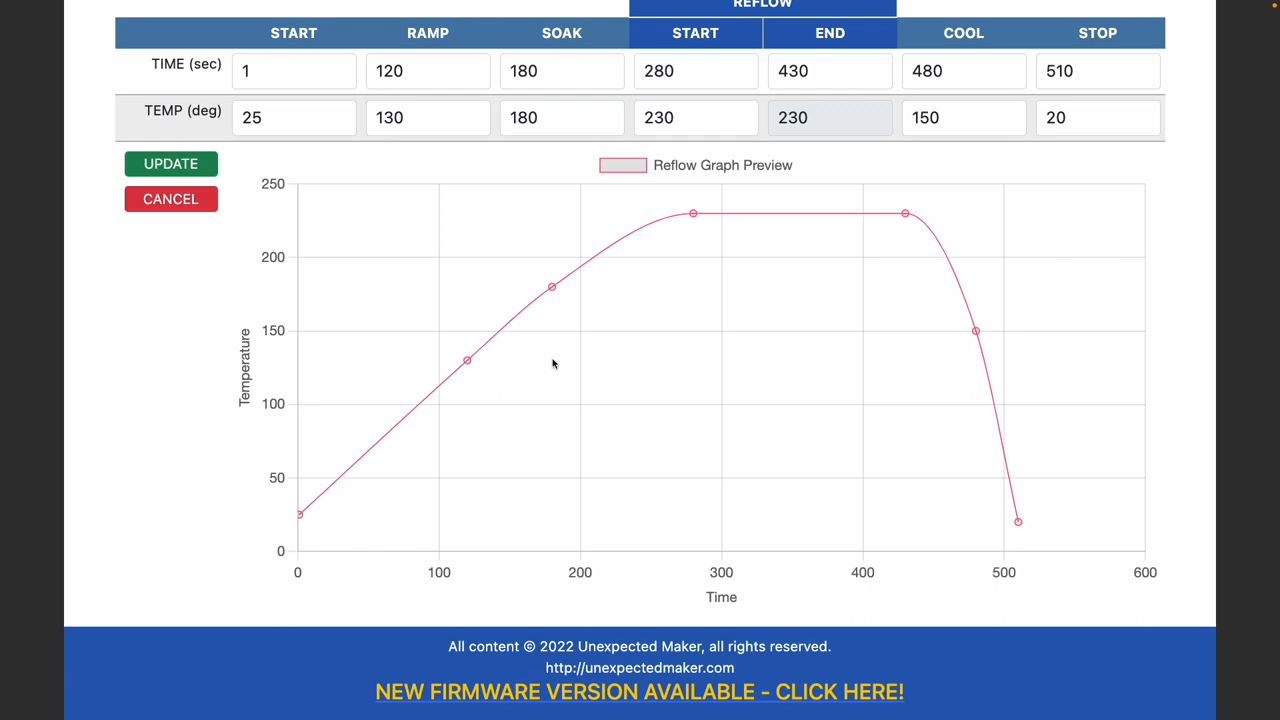 REFLOW
START RAMP SOAK START END COOL STOP
TIME (sec) 1 120 180 280 430 480 510
TEMP (deg) 25 130 180 230 230 150 20
UPDATE
CANCEL
Reflow Graph Preview
250
200
150
100
50
0
Temperature
0 100 200 300 400 500 600
Time
All content © 2022 Unexpected Maker, all rights reserved.
http://unexpectedmaker.com
NEW FIRMWARE VERSION AVAILABLE - CLICK HERE!